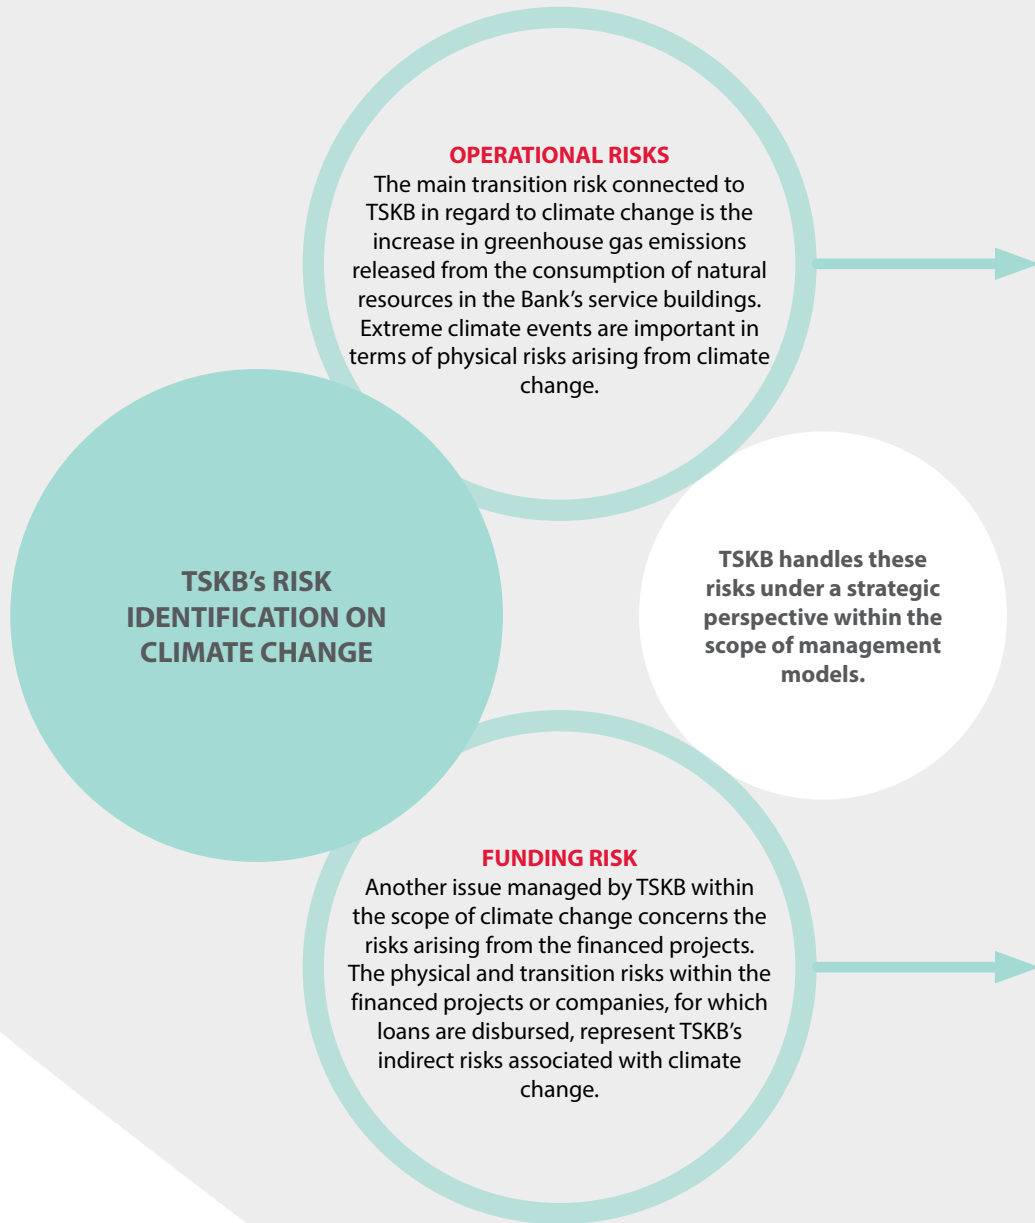 OPERATIONAL RISKS
The main transition risk connected to
TSKB in regard to climate change is the
increase in greenhouse gas emissions
released from the consumption of natural
resources in the Bank’s service buildings.
Extreme climate events are important in
terms of physical risks arising from climate
change.
TSKB’s RISK
IDENTIFICATION ON
CLIMATE CHANGE
TSKB handles these
risks under a strategic
perspective within the
scope of management
models.
FUNDING RISK
Another issue managed by TSKB within
the scope of climate change concerns the
risks arising from the financed projects.
The physical and transition risks within the
financed projects or companies, for which
loans are disbursed, represent TSKB’s
indirect risks associated with climate
change.